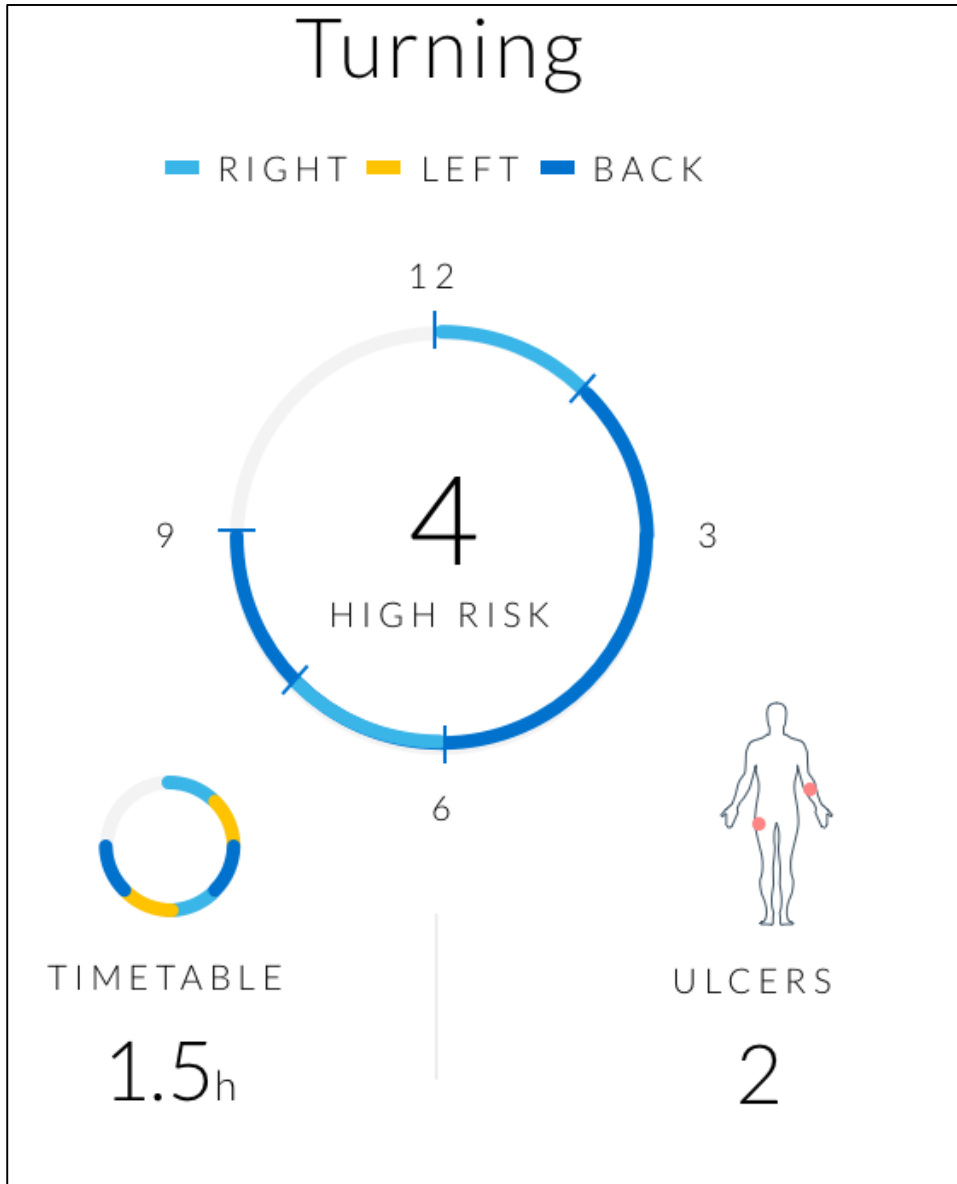 Turning
RIGHT LEFT BACK
12
9
4
3
HIGH RISK
6
TIMETABLE
ULCERS
1.5h
2